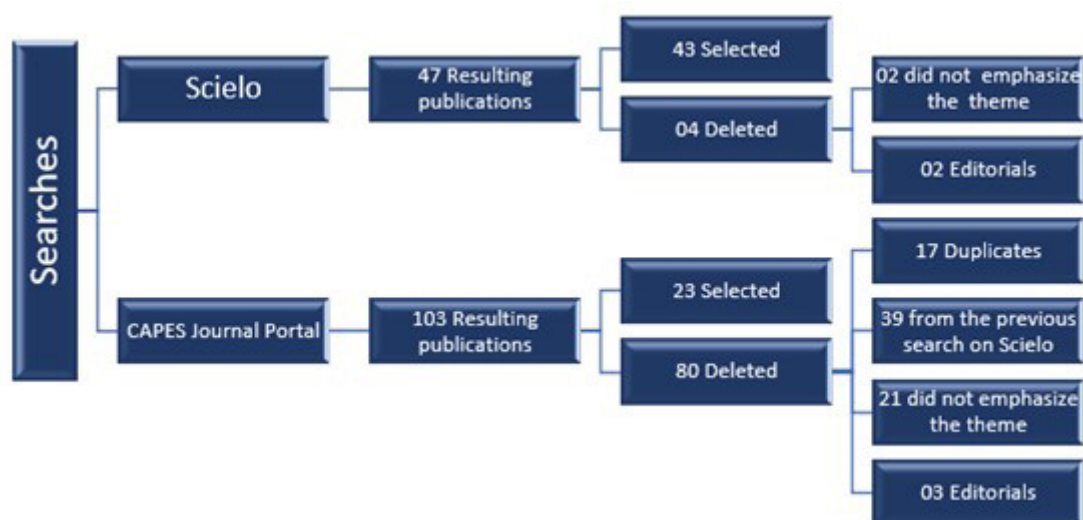 Searches
Scielo
47 Resulting
publications
43 Selected
04 Deleted
02 did not emphasize
the theme
02 Editorials
CAPES Journal Portal
103 Resulting
publications
23 Selected
80 Deleted
17 Duplicates
39 from the previous
search on Scielo
21 did not emphasize
the theme
03 Editorials